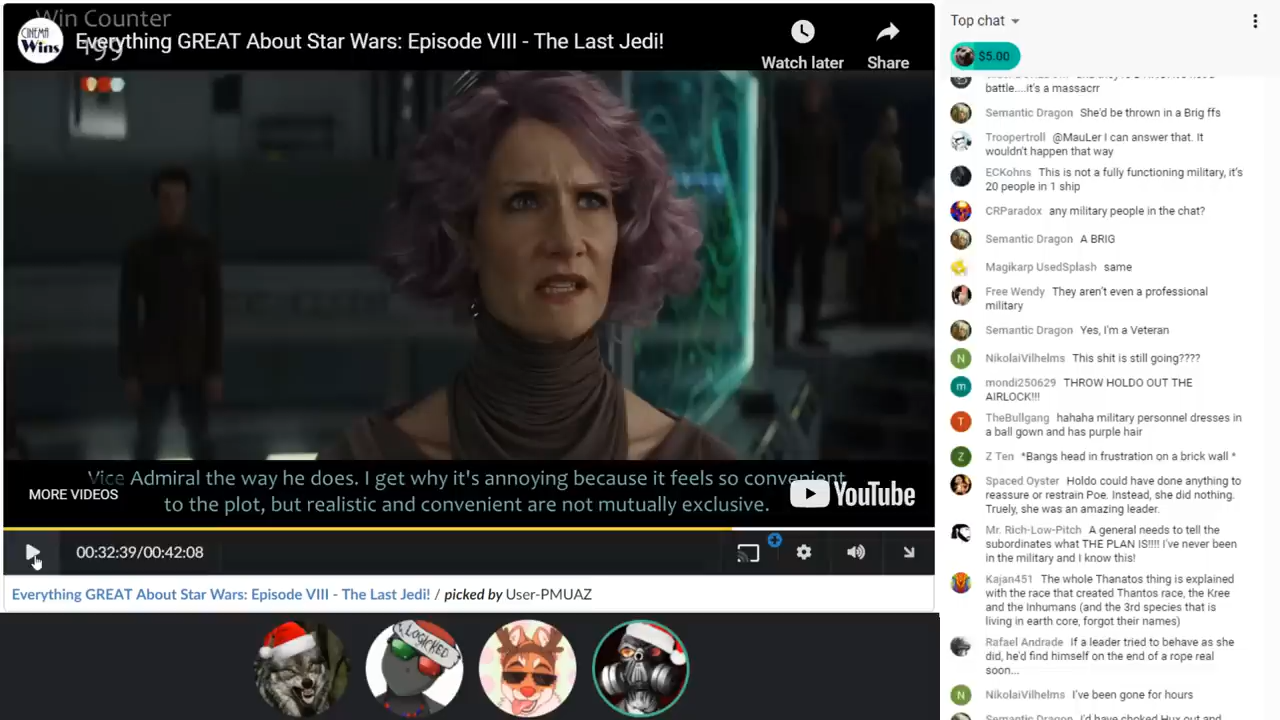 Win Counter
199
CINEMA
Wins
Everything GREAT About Star Wars: Episode VIII - The Last Jedi!
Watch later
Share
Vice Admiral the way he does. I get why it's annoying because it feels so convenient
to the plot, but realistic and convenient are not mutually exclusive.
MORE VIDEOS
YouTube
00:32:39/00:42:08
Everything GREAT About Star Wars: Episode VIII - The Last Jedi! / picked by User-PMUAZ
LOGICKED
Top chat
$5.00
battle....it's a massacrr
Semantic Dragon She'd be thrown in a Brig ffs
Troopertroll @MauLer I can answer that. It
wouldn't happen that way
ECKohns This is not a fully functioning military, it's
20 people in 1 ship
CRParadox any military people in the chat?
Semantic Dragon A BRIG
Magikarp UsedSplash same
Free Wendy They aren't even a professional
military
Semantic Dragon Yes, I'm a Veteran
N NikolaiVilhelms This shit is still going????
m mondi250629 THROW HOLDO OUT THE
AIRLOCK!!!
T TheBullgang hahaha military personnel dresses in
a ball gown and has purple hair
Z Z Ten *Bangs head in frustration on a brick wall *
Spaced Oyster Holdo could have done anything to
reassure or restrain Poe. Instead, she did nothing.
Truely, she was an amazing leader.
Mr. Rich-Low-Pitch A general needs to tell the
subordinates what THE PLAN IS!!!! I've never been
in the military and I know this!
Kajan451 The whole Thanatos thing is explained
with the race that created Thanatos race, the Kree
and the Inhumans (and the 3rd species that is
living in earth core, forgot their names)
Rafael Andrade If a leader tried to behave as she
did, he'd find himself on the end of a rope real
soon...
N NikolaiVilhelms I've been gone for hours
Semantic Dragon I'd have choked Hux out and